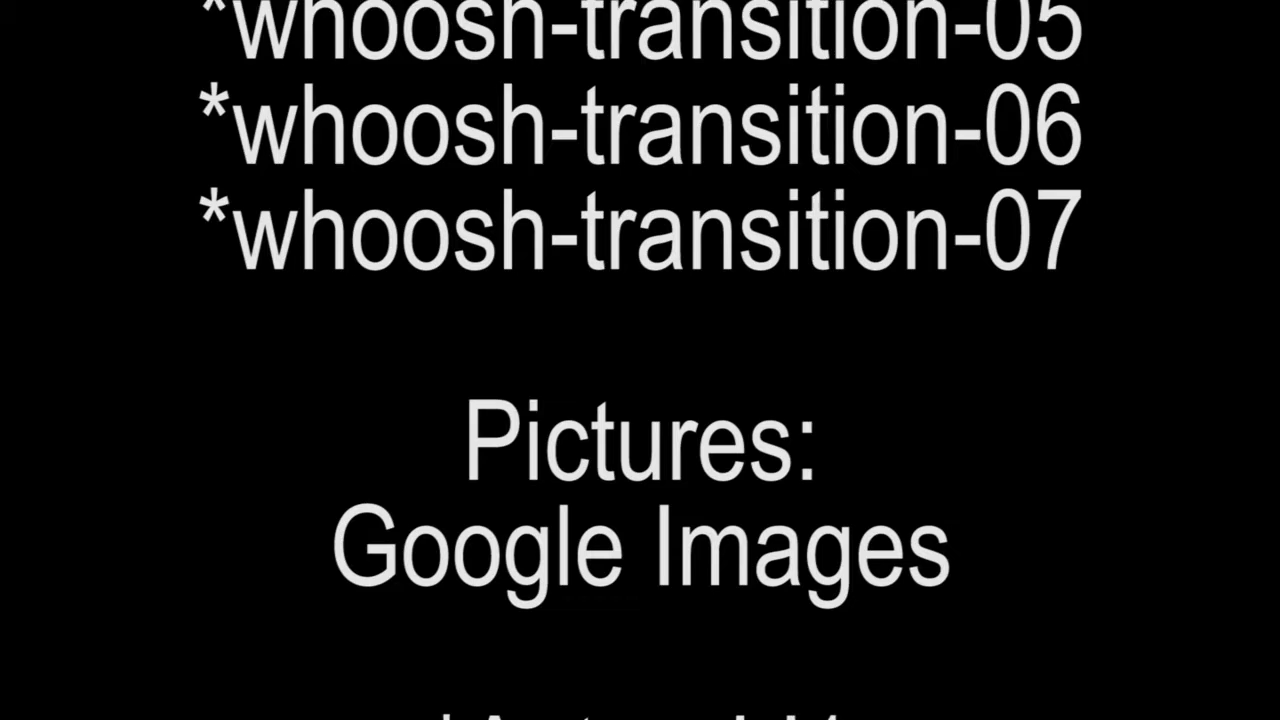 *whoosh-transition-05
*whoosh-transition-06
*whoosh-transition-07
Pictures:
Google Images